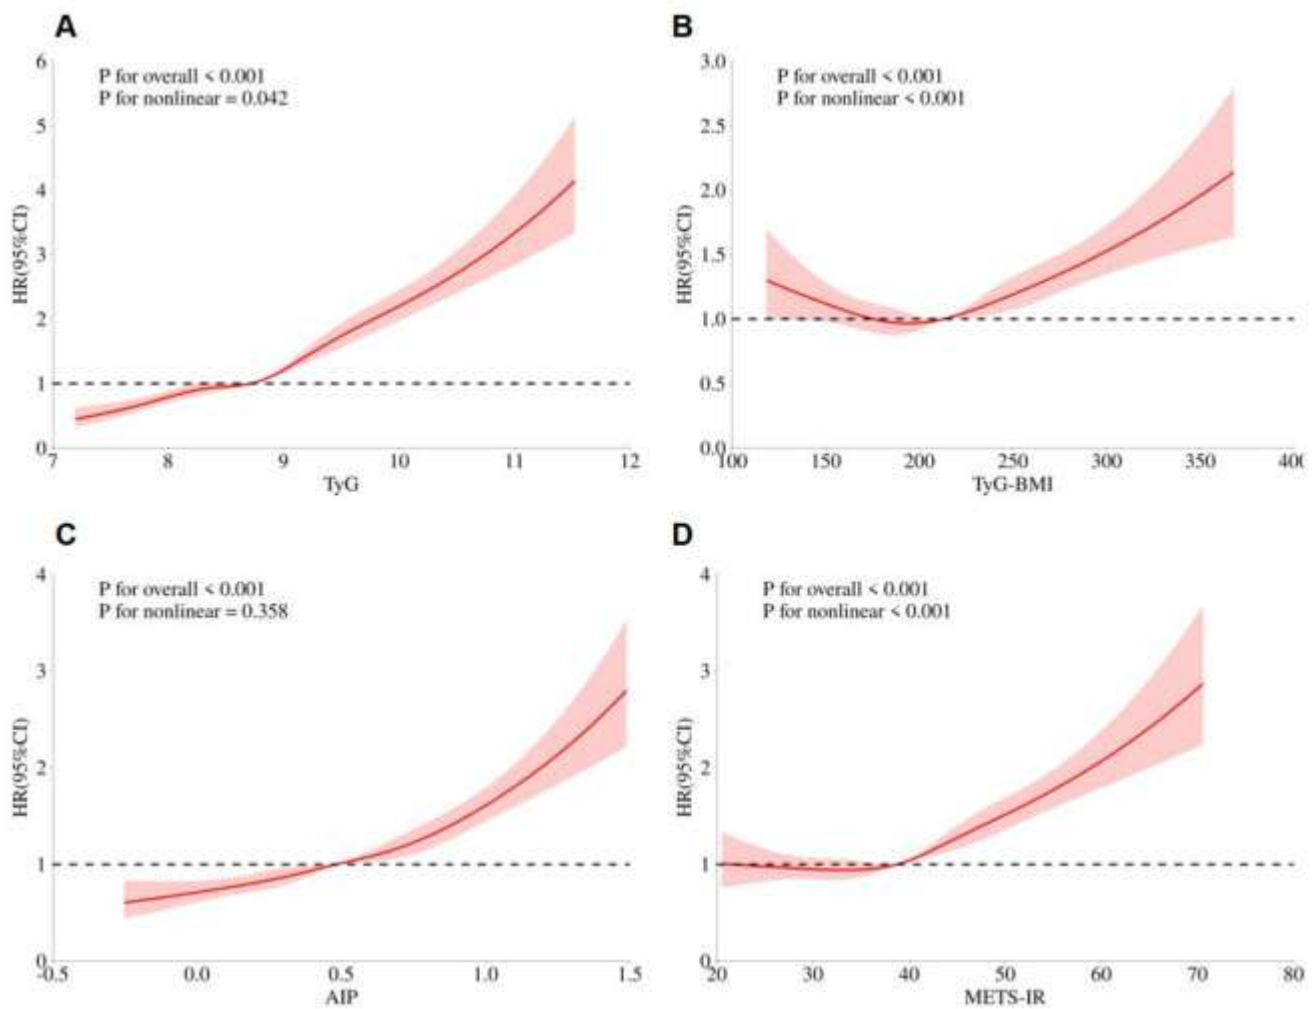 A
P for overall < 0.001
P for nonlinear = 0.042
HR(95%CI)
6
5
4
3
2
1
0
7 8 9 10 11 12
TyG
B
P for overall < 0.001
P for nonlinear < 0.001
HR(95%CI)
3.0
2.5
2.0
1.5
1.0
0.5
0.0
100 150 200 250 300 350 400
TyG-BMI
C
P for overall < 0.001
P for nonlinear = 0.358
HR(95%CI)
4
3
2
1
0
-0.5 0.0 0.5 1.0 1.5
AIP
D
P for overall < 0.001
P for nonlinear < 0.001
HR(95%CI)
4
3
2
1
0
20 30 40 50 60 70 80
METS-IR